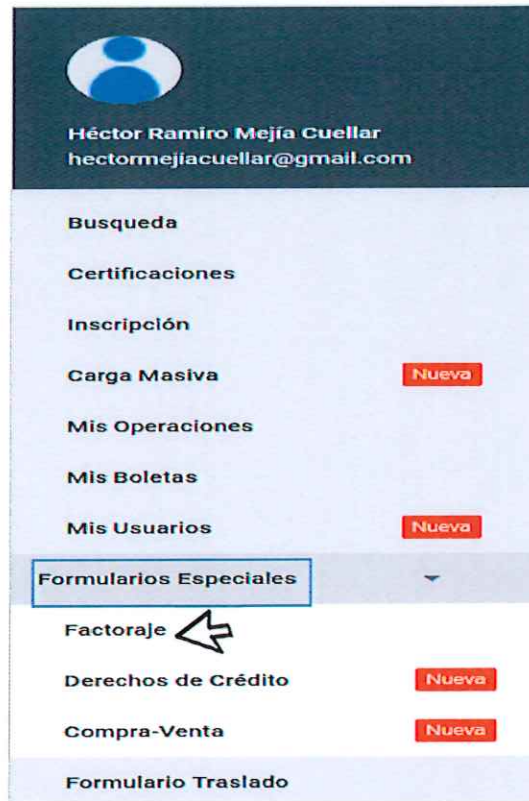 Héctor Ramiro Mejía Cuellar
hectormejíacuellar@gmail.com
Busqueda
Certificaciones
Inscripción
Carga Masiva Nueva
Mis Operaciones
Mis Boletas
Mis Usuarios Nueva
Formularios Especiales
Factoraje
Derechos de Crédito Nueva
Compra-Venta Nueva
Formulario Traslado